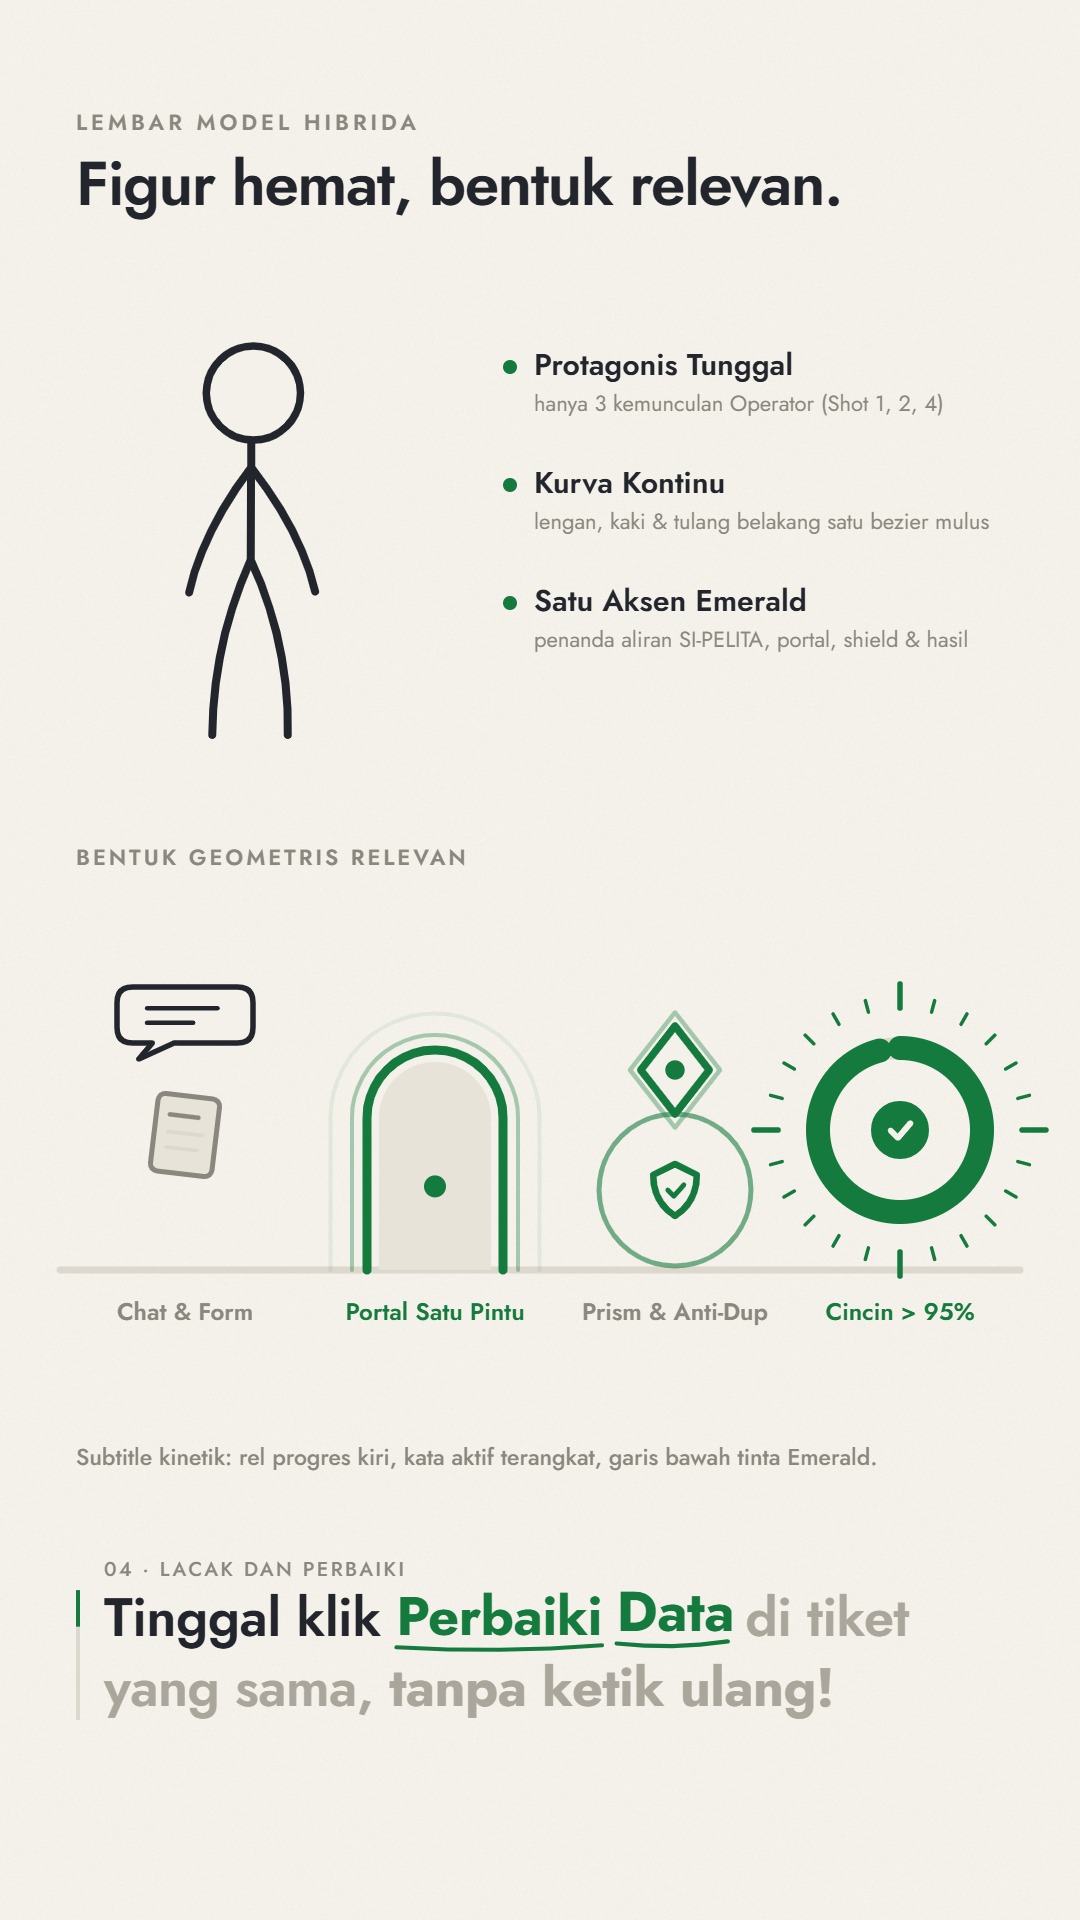 LEMBAR MODEL HIBRIDA
Figur hemat, bentuk relevan.
Protagonis Tunggal
hanya 3 kemunculan Operator (Shot 1, 2, 4)
Kurva Kontinu
lengan, kaki & tulang belakang satu bezier mulus
Satu Aksen Emerald
penanda aliran SI-PELITA, portal, shield & hasil
BENTUK GEOMETRIS RELEVAN
Chat & Form
Portal Satu Pintu
Prism & Anti-Dup
Cincin > 95%
Subtitle kinetik: rel progres kiri, kata aktif terangkat, garis bawah tinta Emerald.
04 · LACAK DAN PERBAIKI
Tinggal klik Perbaiki Data di tiket
yang sama, tanpa ketik ulang!